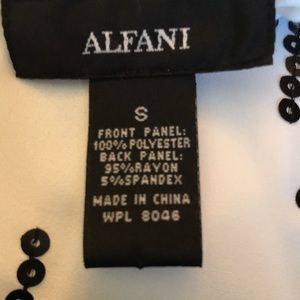 ALFANI
S
FRONT PANEL:
100% POLYESTER
BACK PANEL:
95%RAYON
5%SPANDEX
MADE IN CHINA
WPL 8046